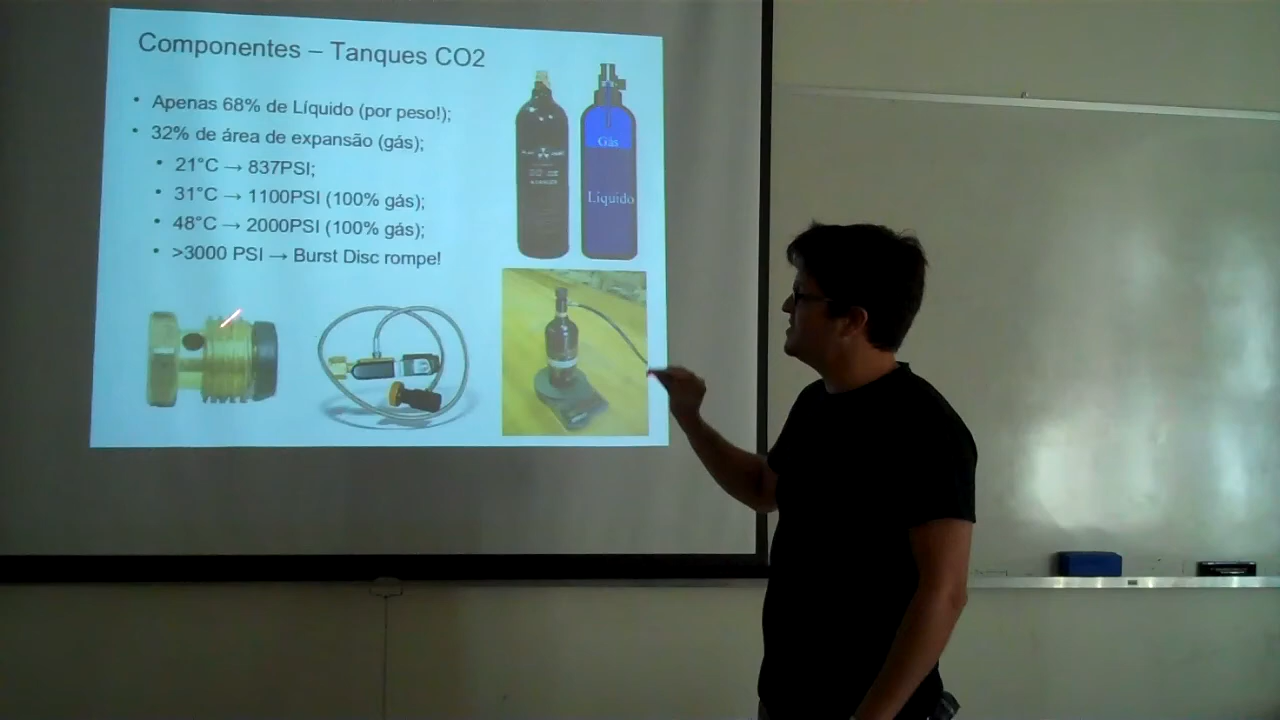 Componentes – Tanques CO2
• Apenas 68% de Líquido (por peso!);
• 32% de área de expansão (gás);
• 21°C → 837PSI;
• 31°C → 1100PSI (100% gás);
• 48°C → 2000PSI (100% gás);
• >3000 PSI → Burst Disc rompe!
Gás
Líquido